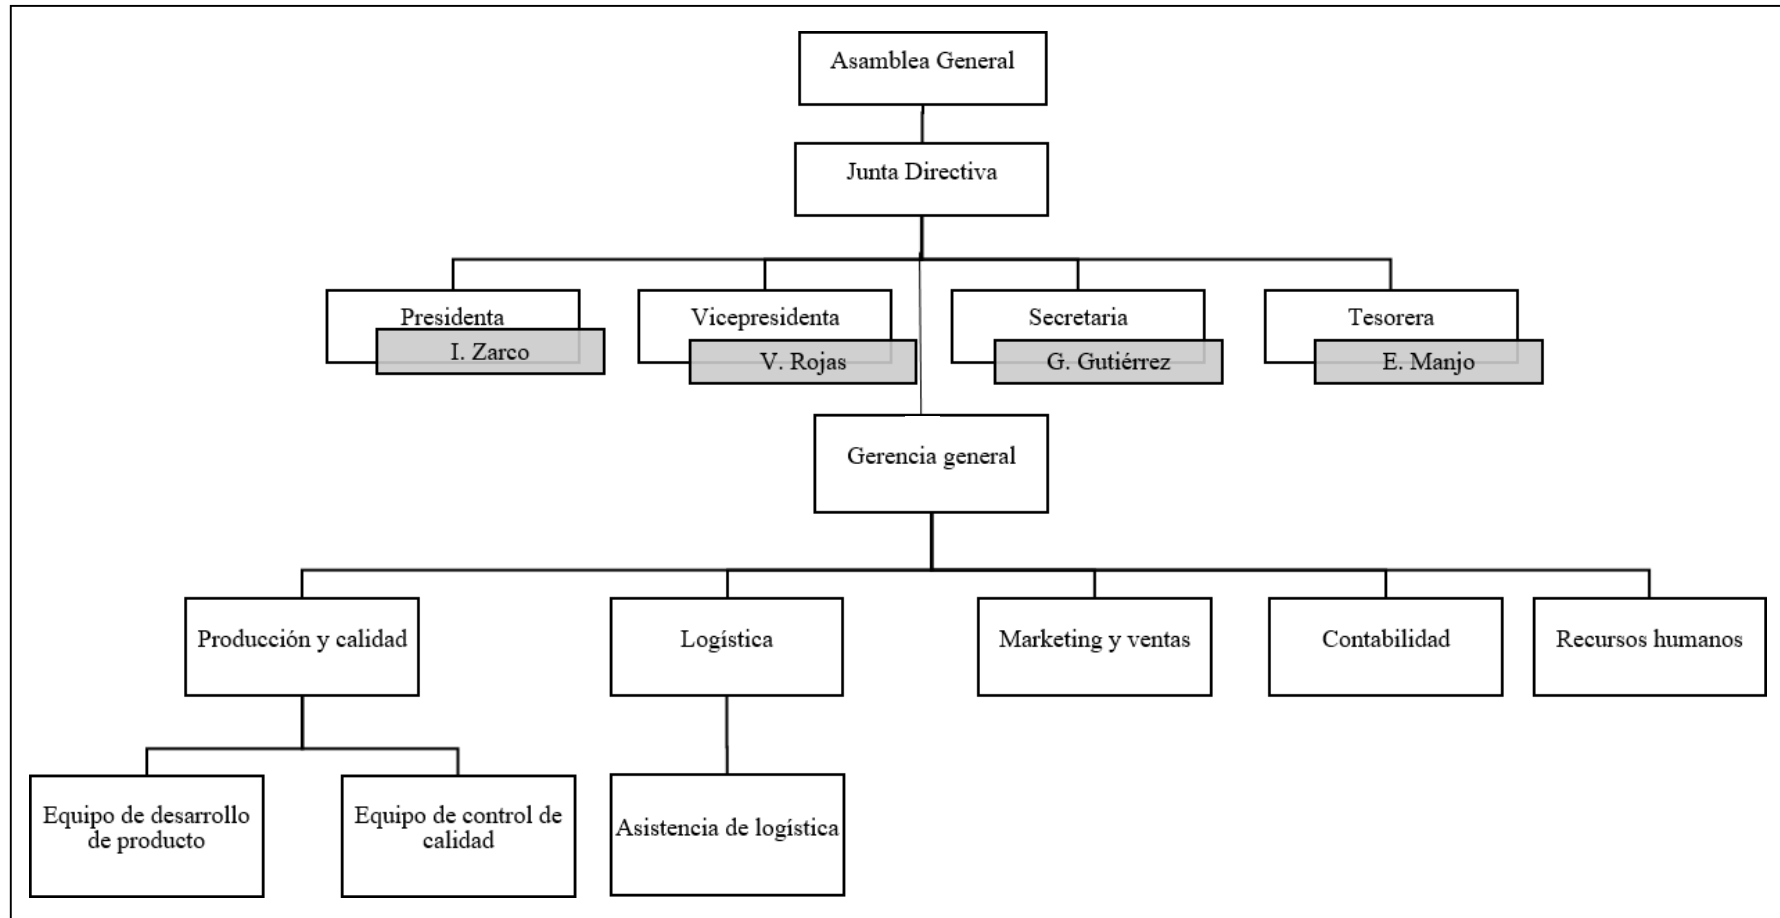 Asamblea General
Junta Directiva
Presidenta
I. Zarco
Vicepresidenta
V. Rojas
Secretaria
G. Gutiérrez
Tesorera
E. Manjo
Gerencia general
Producción y calidad
Logística
Marketing y ventas
Contabilidad
Recursos humanos
Equipo de desarrollo
de producto
Equipo de control de
calidad
Asistencia de logística